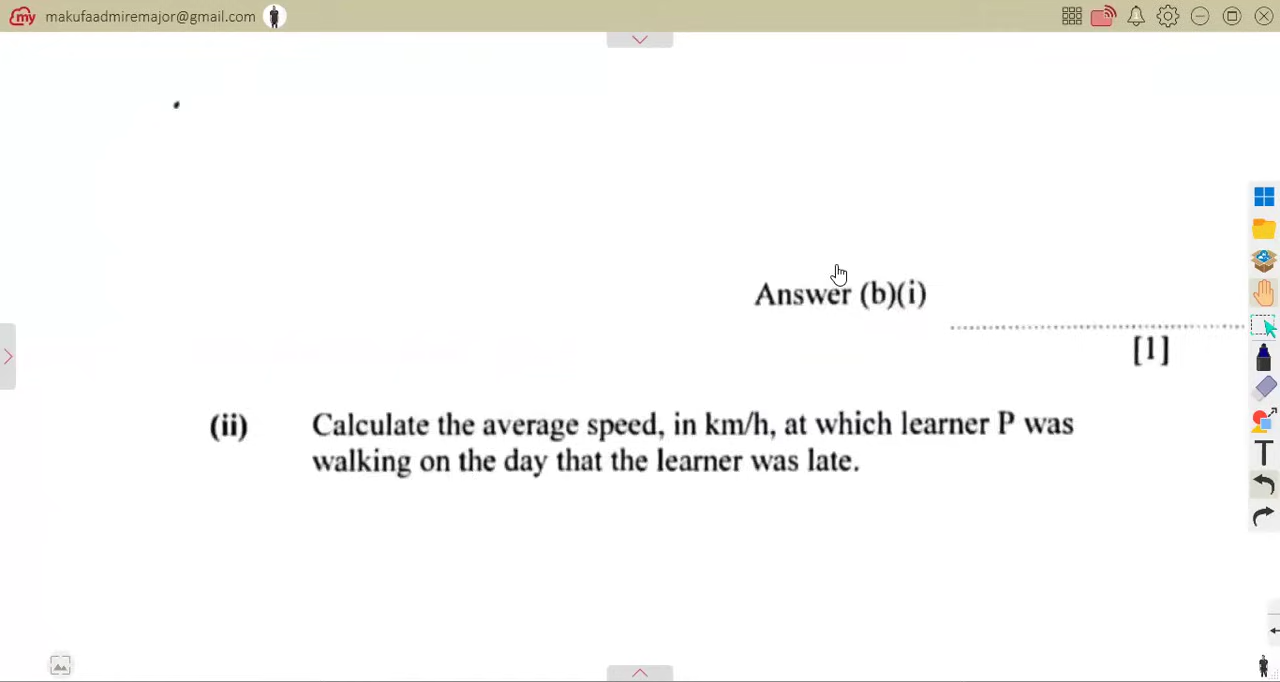 my makufaadmiremajor@gmail.com
Answer (b)(i)
[1]
(ii) Calculate the average speed, in km/h, at which learner P was
walking on the day that the learner was late.